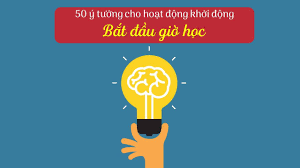 50 ý tưởng cho hoạt động khởi động
Bắt đầu giờ học